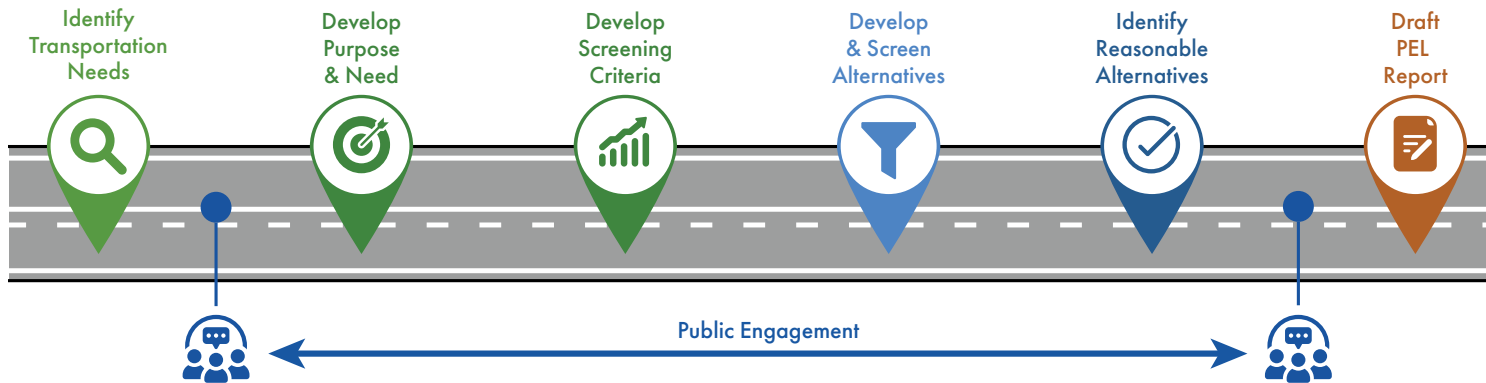 Identify
Transportation
Needs
Develop
Purpose
& Need
Develop
Screening
Criteria
Develop
& Screen
Alternatives
Identify
Reasonable
Alternatives
Draft
PEL
Report
Public Engagement